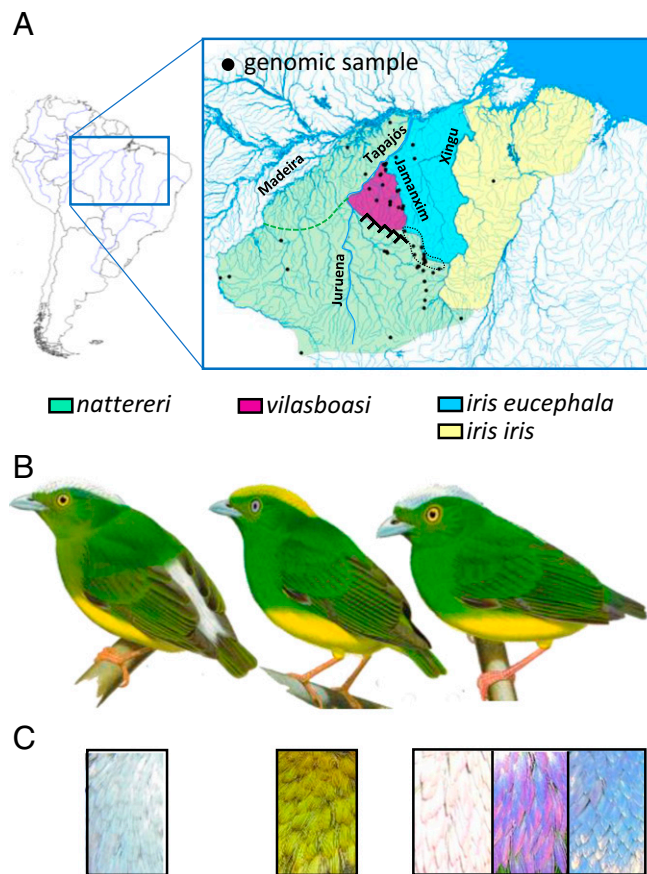 A
genomic sample
Madeira
Tapajós
Jamanxim
Xingu
Juruena
nattereri
vilasboasi
iris eucephala
iris iris
B
C